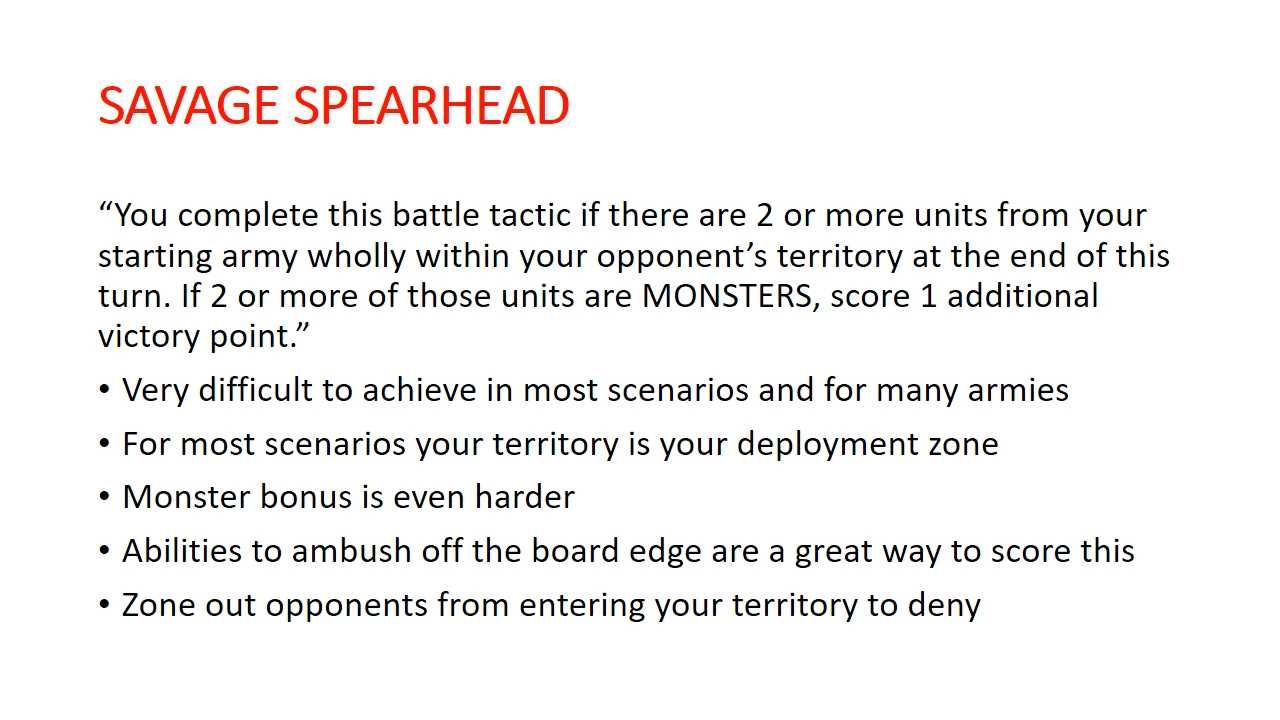 SAVAGE SPEARHEAD
“You complete this battle tactic if there are 2 or more units from your
starting army wholly within your opponent’s territory at the end of this
turn. If 2 or more of those units are MONSTERS, score 1 additional
victory point.”
• Very difficult to achieve in most scenarios and for many armies
• For most scenarios your territory is your deployment zone
• Monster bonus is even harder
• Abilities to ambush off the board edge are a great way to score this
• Zone out opponents from entering your territory to deny